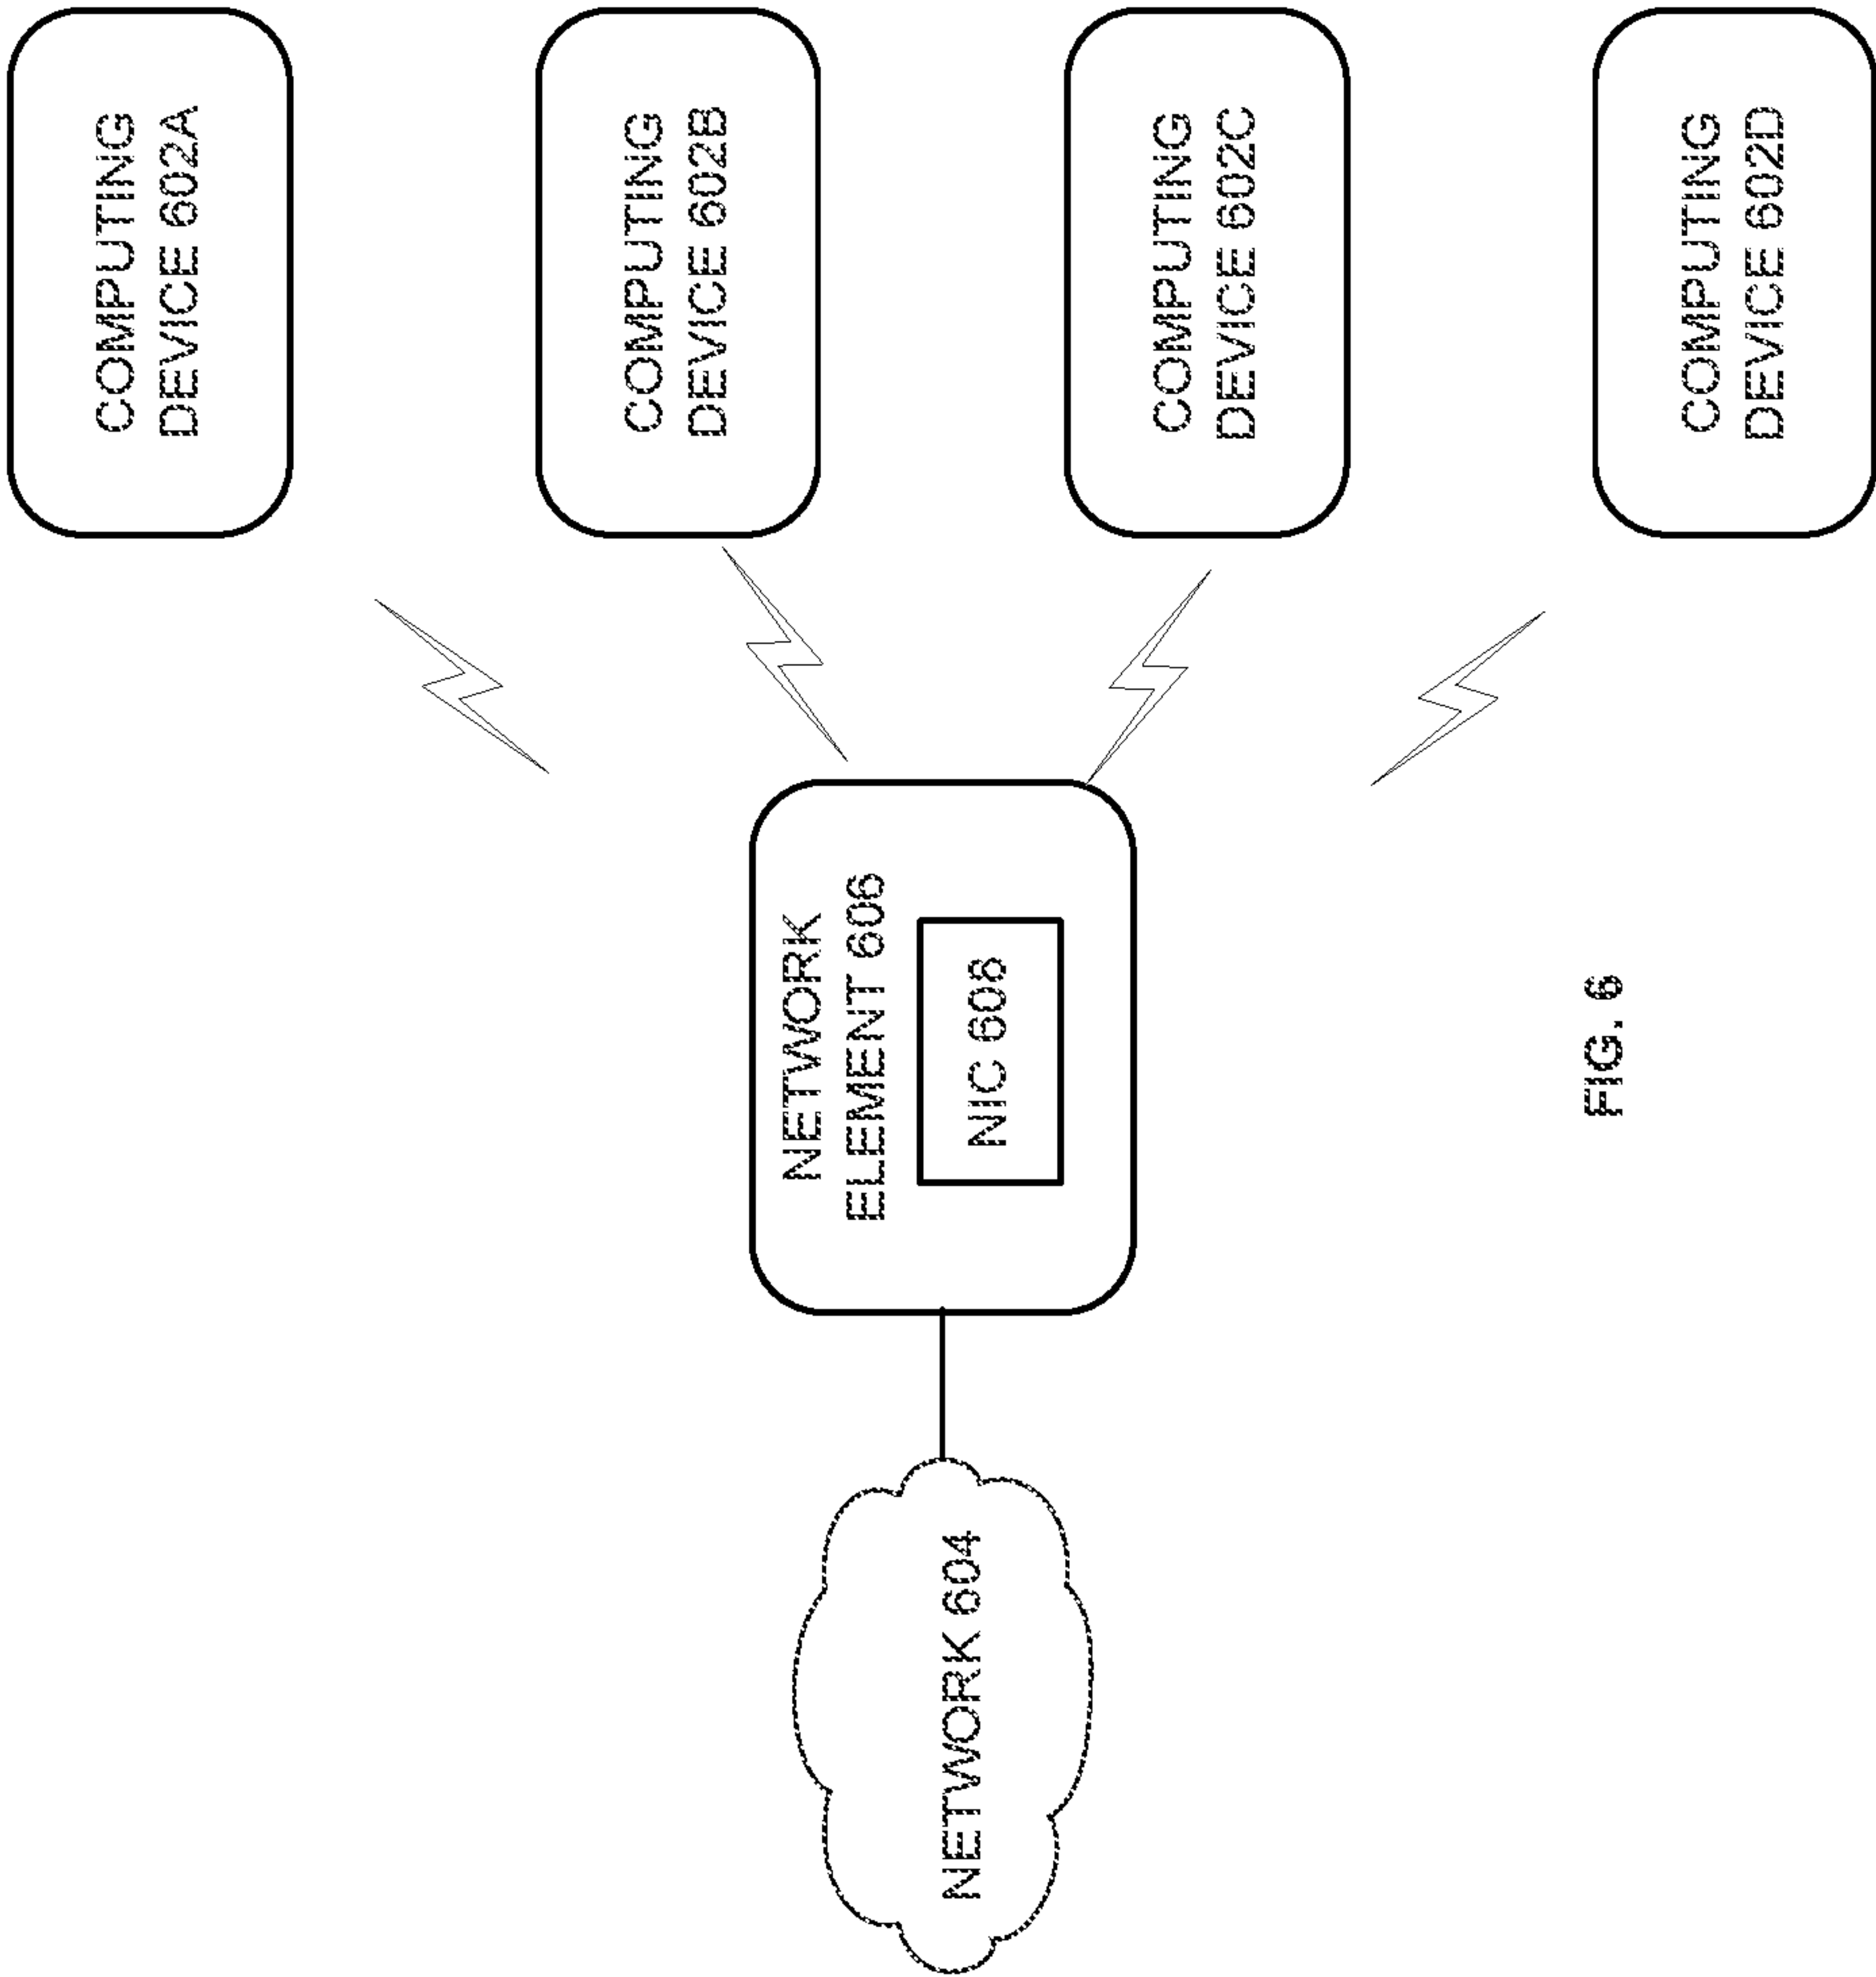 COMPUTING
DEVICE 602A
COMPUTING
DEVICE 602B
COMPUTING
DEVICE 602C
COMPUTING
DEVICE 602D
NETWORK
ELEMENT 606
NIC 608
NETWORK 604
FIG. 6